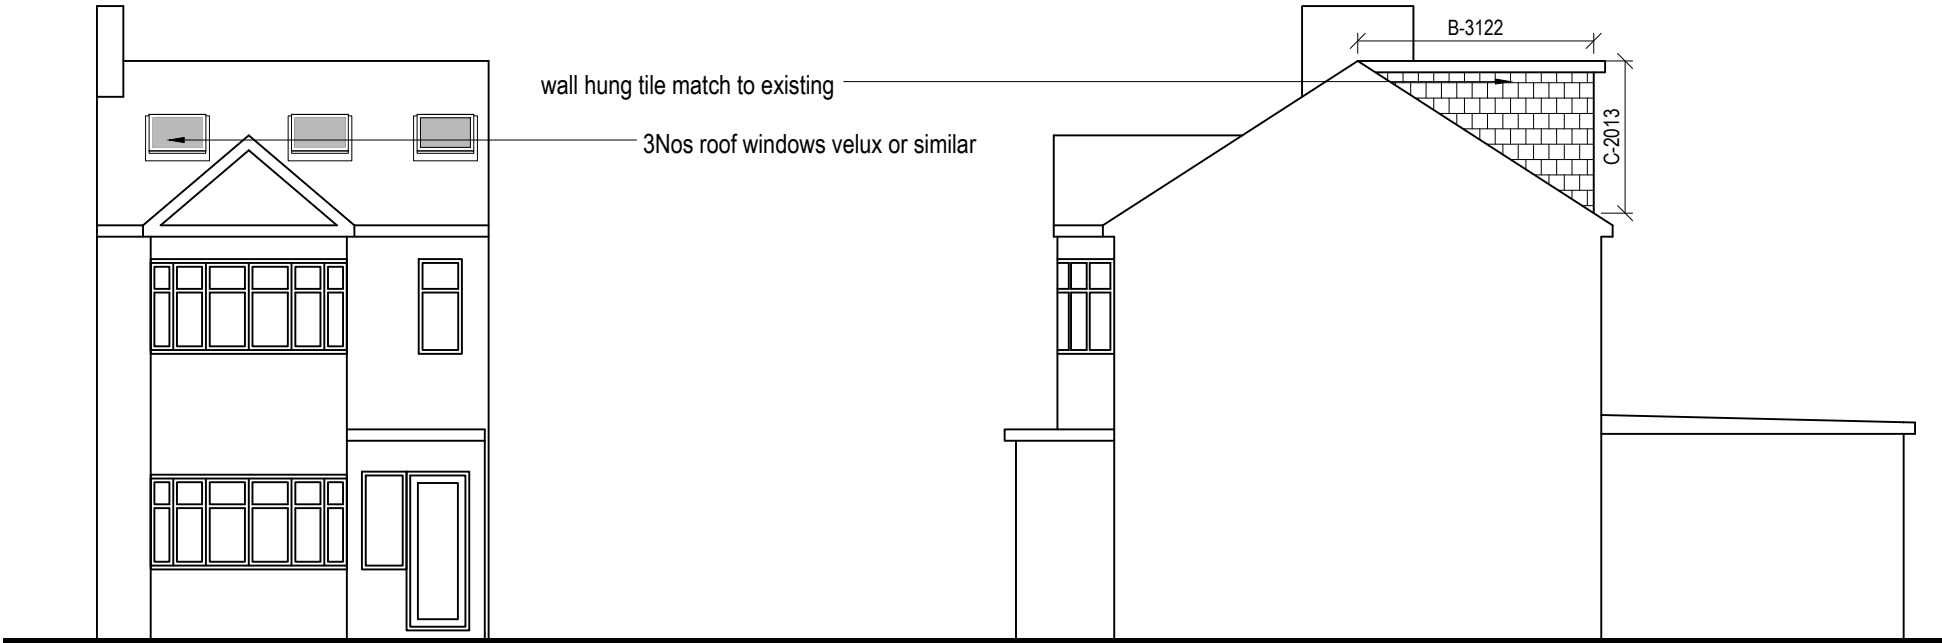 B-3122
wall hung tile match to existing
C-2013
3Nos roof windows velux or similar